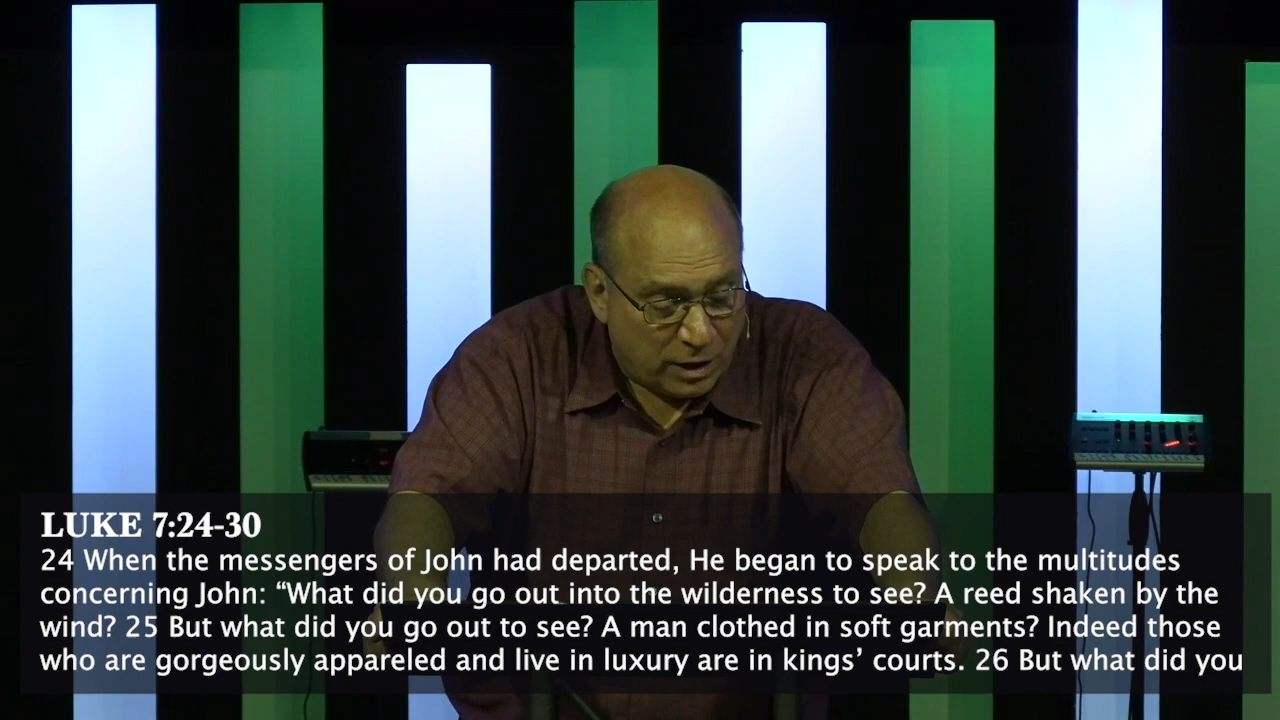 LUKE 7:24-30
24 When the messengers of John had departed, He began to speak to the multitudes
concerning John: “What did you go out into the wilderness to see? A reed shaken by the
wind? 25 But what did you go out to see? A man clothed in soft garments? Indeed those
who are gorgeously appareled and live in luxury are in kings’ courts. 26 But what did you